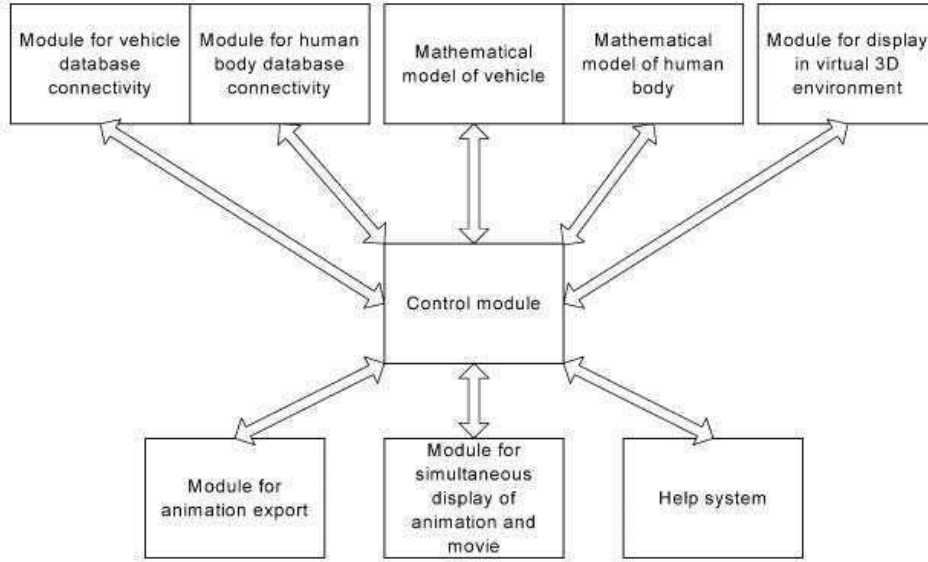 Module for vehicle
database
connectivity
Module for human
body database
connectivity
Mathematical
model of vehicle
Mathematical
model of human
body
Module for display
in virtual 3D
environment
Control module
Module for
animation export
Module for
simultaneous
display of
animation and
movie
Help system